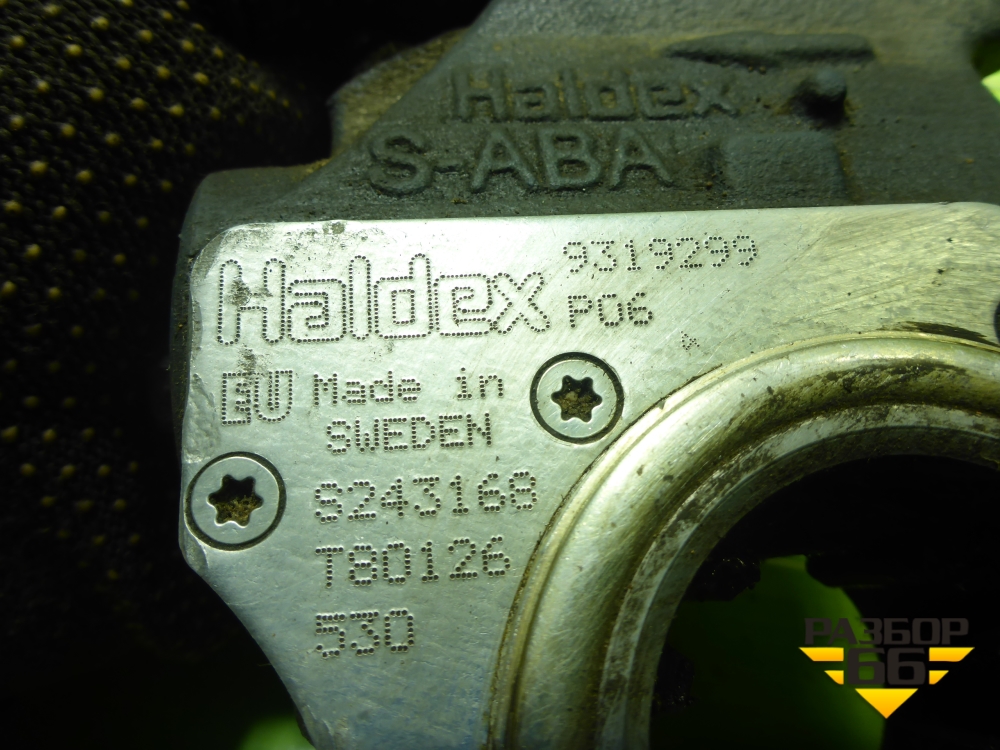 Haldex
S-ABA
Haldex 9319299
P06
EU Made in
SWEDEN
S243168
T80126
530
РАЗБОР
66